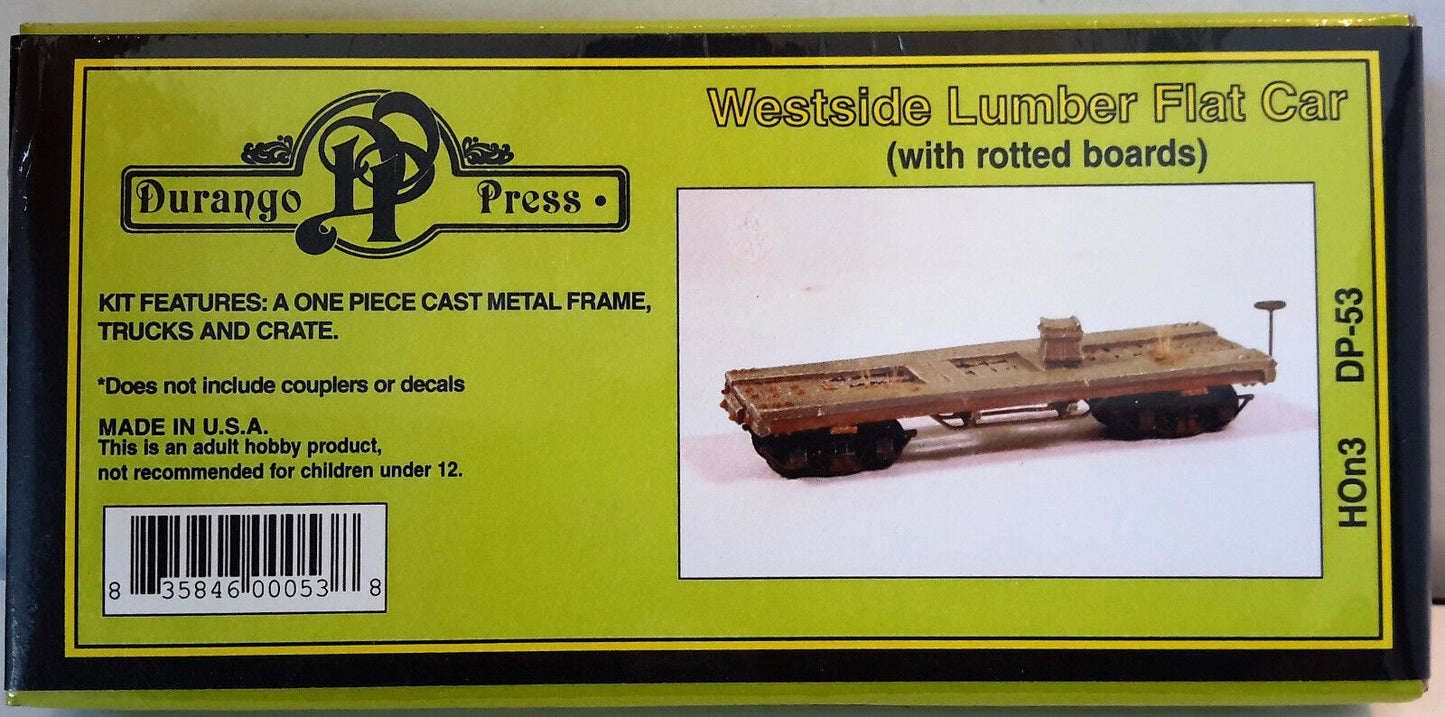 Durango DP Press •
KIT FEATURES: A ONE PIECE CAST METAL FRAME,
TRUCKS AND CRATE.
*Does not include couplers or decals
MADE IN U.S.A.
This is an adult hobby product,
not recommended for children under 12.
8 35846 00053 8
Westside Lumber Flat Car
(with rotted boards)
HOn3 DP-53